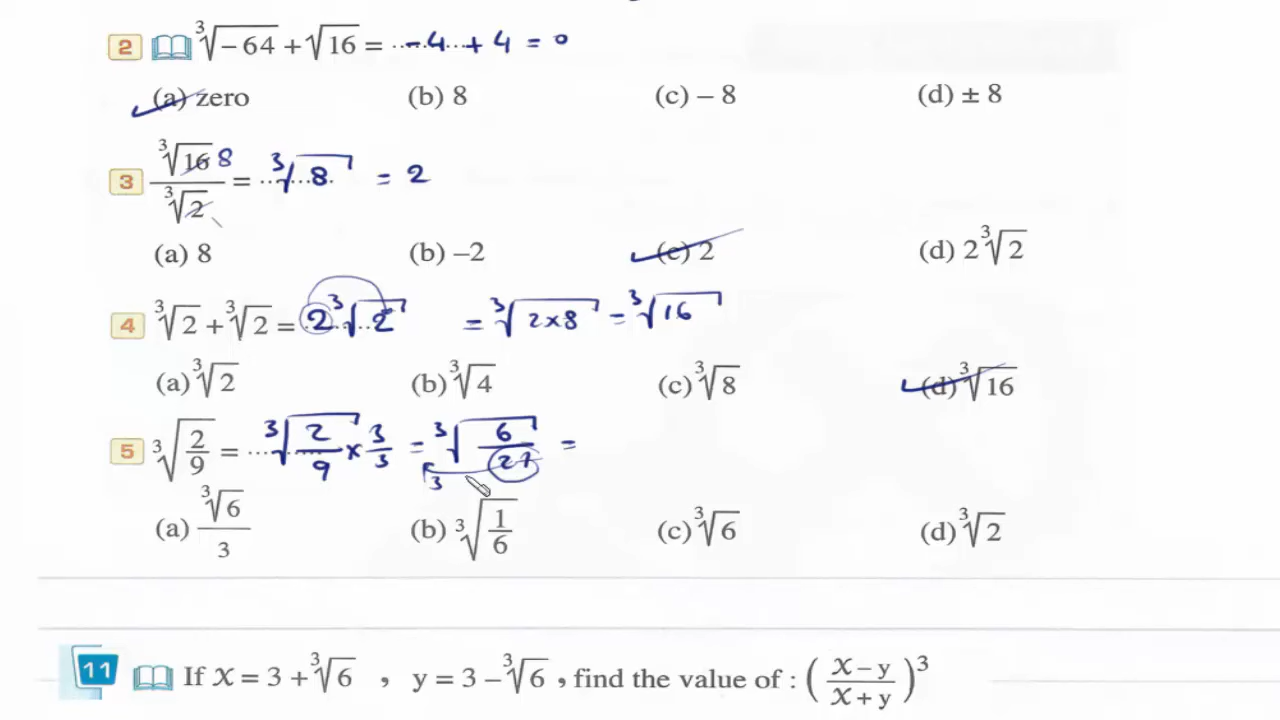 2 ∛−64 + √16 = -4 + 4 = 0
(a) zero (b) 8 (c) – 8 (d) ± 8
3 ∛16 8 / ∛2 = ∛8 = 2
(a) 8 (b) –2 (c) 2 (d) 2∛2
4 ∛2 + ∛2 = 2∛2 = ∛(2×8) = ∛16
(a) ∛2 (b) ∛4 (c) ∛8 (d) ∛16
5 ∛(2/9) = ∛(2/9 × 3/3) = ∛(6/27) =
3
(a) ∛6 / 3 (b) ∛(1/6) (c) ∛6 (d) ∛2
11 If X = 3 + ∛6 , y = 3 – ∛6 , find the value of : (X – y / X + y)³